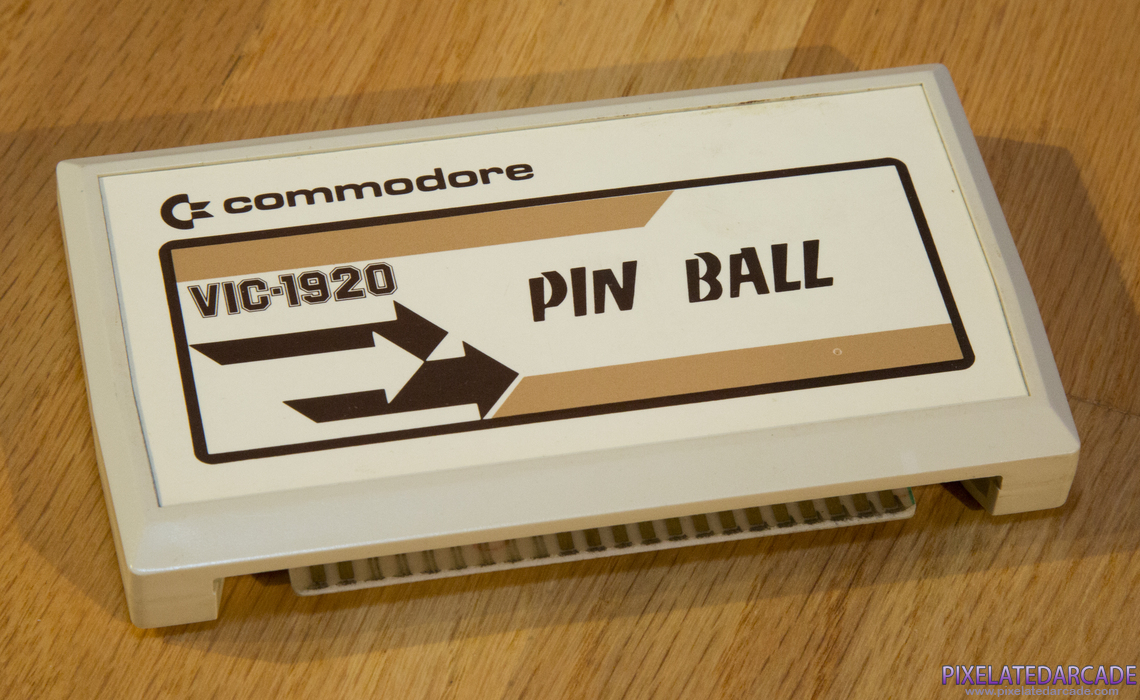 commodore
VIC-1920
PIN BALL
PIXELATEDARCADE
www.pixelatedarcade.com